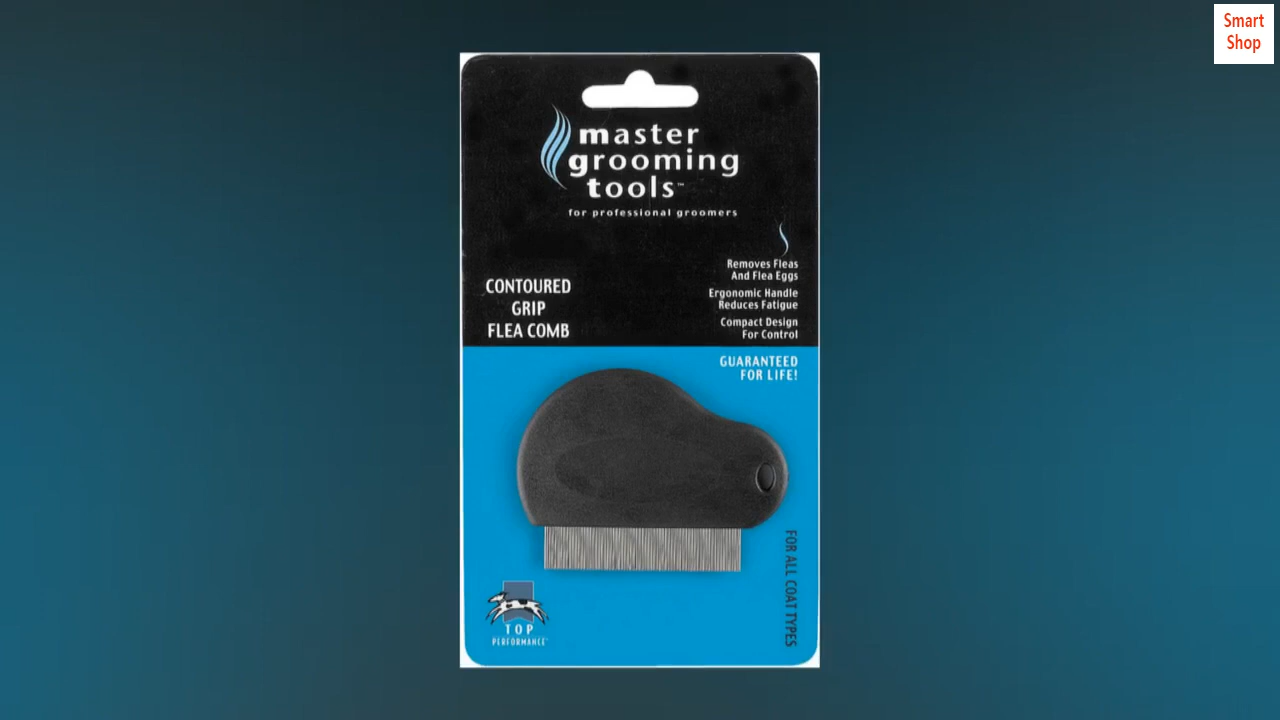 Smart
Shop
master
grooming
tools™
for professional groomers
Removes Fleas
And Flea Eggs
Ergonomic Handle
Reduces Fatigue
Compact Design
For Control
CONTOURED
GRIP
FLEA COMB
GUARANTEED
FOR LIFE!
FOR ALL COAT TYPES
TOP
PERFORMANCE™